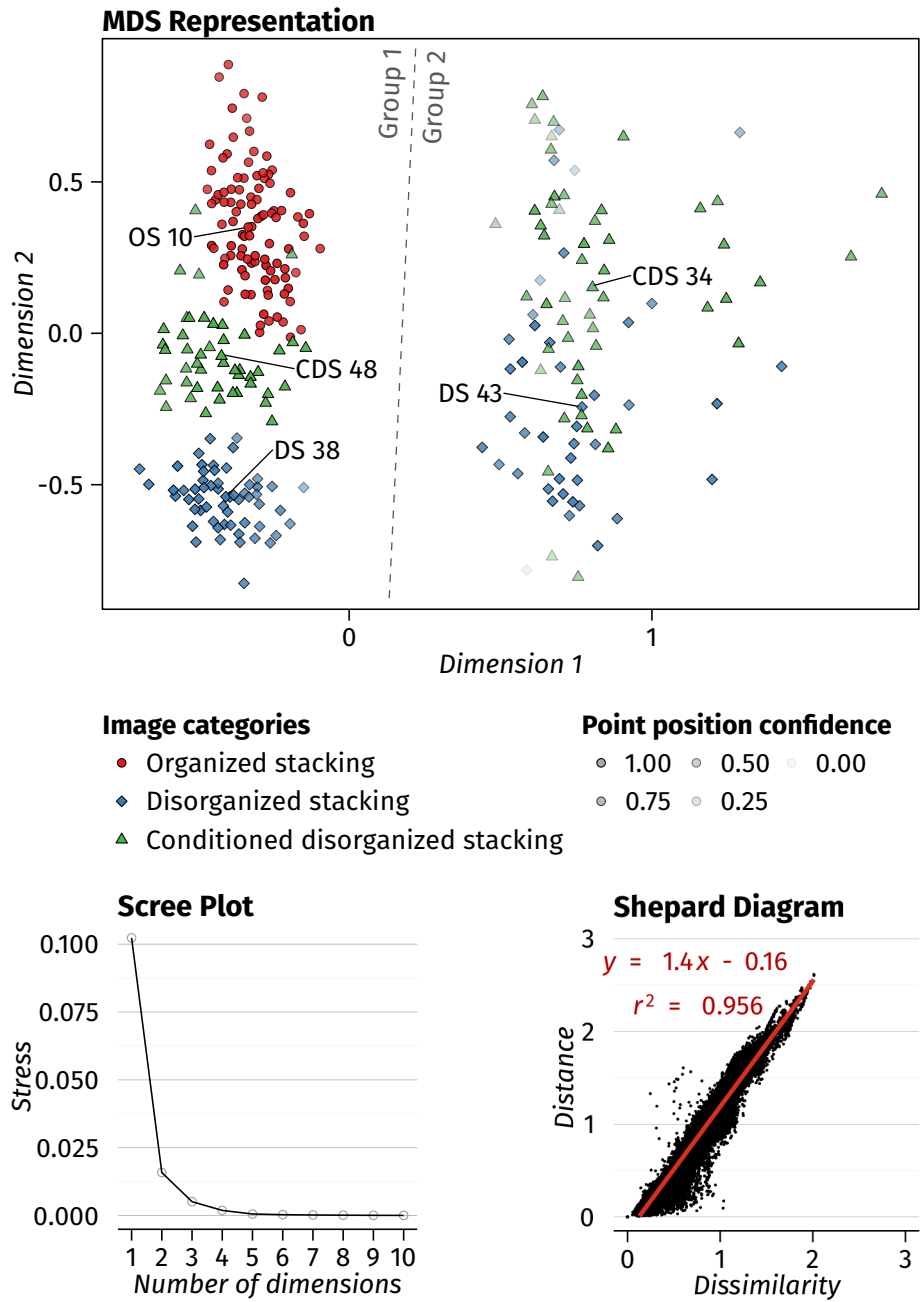 MDS Representation
Group 1
Group 2
0.5
0.0
-0.5
Dimension 2
OS 10
CDS 34
CDS 48
DS 43
DS 38
0 1
Dimension 1
Image categories
Organized stacking
Disorganized stacking
Conditioned disorganized stacking
Point position confidence
1.00 0.50 0.00
0.75 0.25
Scree Plot
0.100
0.075
0.050
0.025
0.000
Stress
1 2 3 4 5 6 7 8 9 10
Number of dimensions
Shepard Diagram
3
2
1
0
Distance
y = 1.4x - 0.16
r² = 0.956
0 1 2 3
Dissimilarity